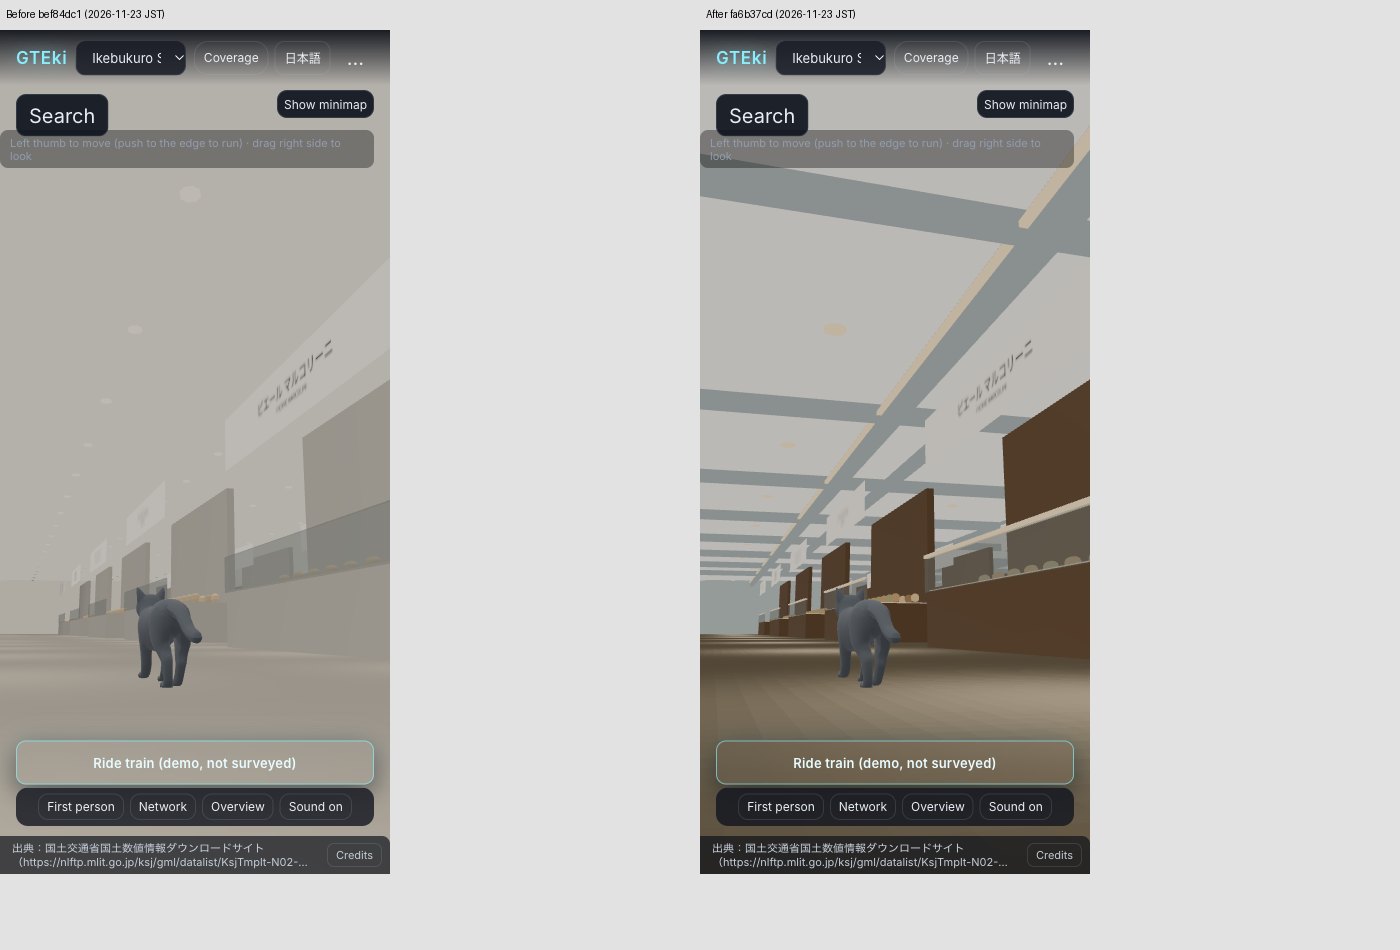 Before bef84dc1 (2026-11-23 JST)
GTEki
Ikebukuro S
Coverage
日本語
...
Search
Show minimap
Left thumb to move (push to the edge to run) · drag right side to
look
ピエール マルコリーニ
Ride train (demo, not surveyed)
First person
Network
Overview
Sound on
出典：国土交通省国土数値情報ダウンロードサイト
（https://nlftp.mlit.go.jp/ksj/gml/datalist/KsjTmplt-N02-...
Credits
After fa6b37cd (2026-11-23 JST)
GTEki
Ikebukuro S
Coverage
日本語
...
Search
Show minimap
Left thumb to move (push to the edge to run) · drag right side to
look
ピエール マルコリーニ
Ride train (demo, not surveyed)
First person
Network
Overview
Sound on
出典：国土交通省国土数値情報ダウンロードサイト
（https://nlftp.mlit.go.jp/ksj/gml/datalist/KsjTmplt-N02-...
Credits